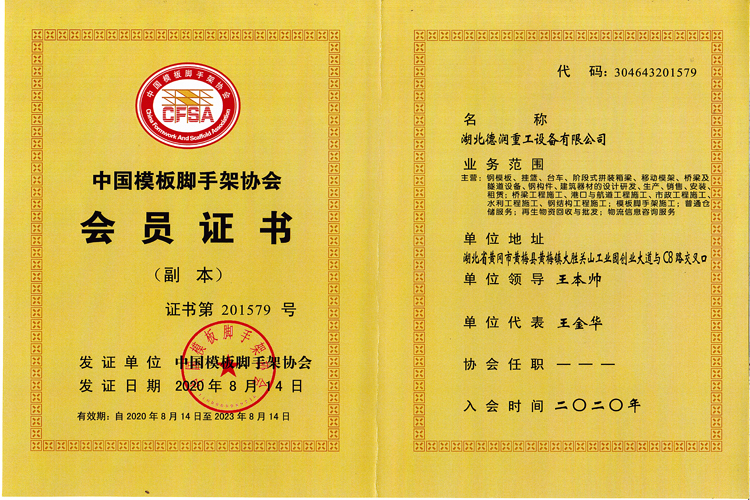 中国模板脚手架协会
CFSA
China Formwork And Scaffold Association
中国模板脚手架协会
会员证书
（副本）
证书第 201579 号
发证单位 中国模板脚手架协会
发证日期 2020年8月14日
有效期：自2020年8月14日至2023年8月14日
中国模板脚手架协会
代 码：304643201579
名 称
湖北德润重工设备有限公司
业务范围
主营：钢模板、挂篮、台车、阶段式拼装箱梁、移动模架、桥梁及
隧道设备、钢构件、建筑器材的设计研发、生产、销售、安装、
租赁；桥梁工程施工、港口与航道工程施工、市政工程施工、
水利工程施工、钢结构工程施工；模板脚手架施工；普通仓
储服务；再生物资回收与批发；物流信息咨询服务
单位地址
湖北省黄冈市黄梅县黄梅镇大胜关山工业园创业大道与C8路交叉口
单位领导 王本帅
单位代表 王金华
协会任职 — — —
入会时间 二〇二〇年